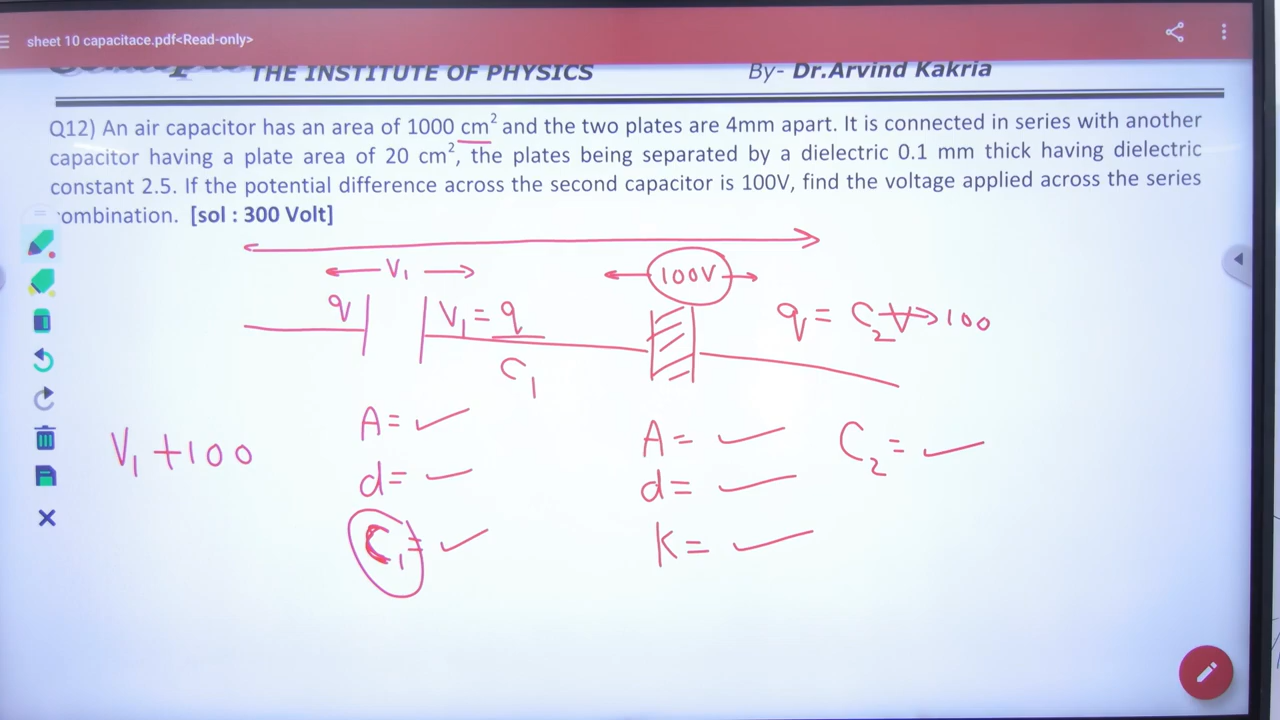 sheet 10 capacitace.pdf<Read-only>
THE INSTITUTE OF PHYSICS By- Dr.Arvind Kakria
Q12) An air capacitor has an area of 1000 cm² and the two plates are 4mm apart. It is connected in series with another
capacitor having a plate area of 20 cm², the plates being separated by a dielectric 0.1 mm thick having dielectric
constant 2.5. If the potential difference across the second capacitor is 100V, find the voltage applied across the series
ombination. [sol : 300 Volt]
V₁ 100V
q V₁ = q/C₁ q = C₂V→100
A= A= C₂=
V₁+100
d= d=
C₁= K=